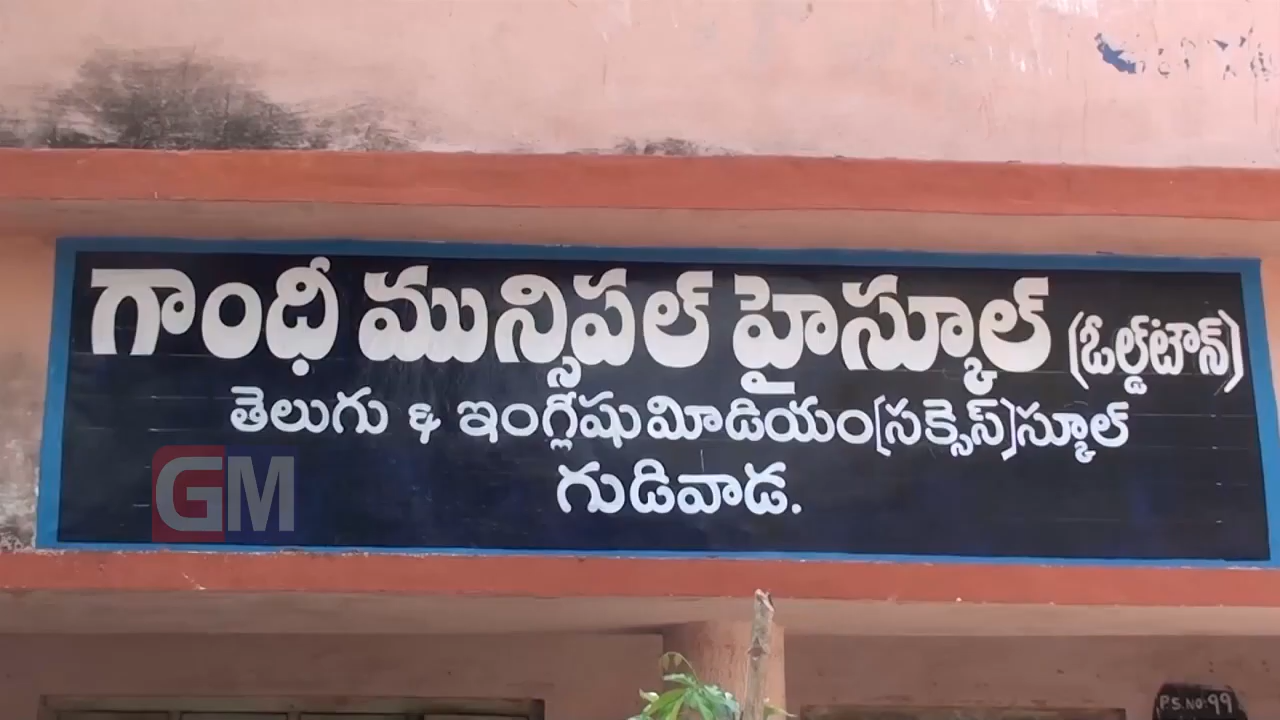 గాంధీ మున్సిపల్ హైస్కూల్ (ఓల్డ్‌టౌన్)
తెలుగు & ఇంగ్లీషుమీడియం(సక్సెస్)స్కూల్
గుడివాడ.
GM
P.S.NO:99